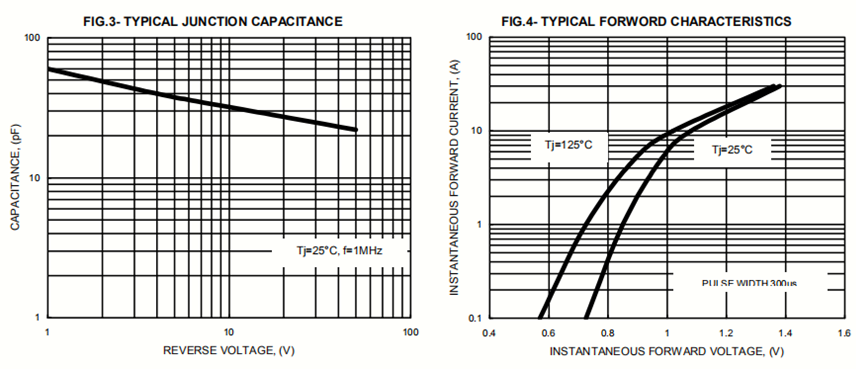 FIG.3- TYPICAL JUNCTION CAPACITANCE
100
10
1
CAPACITANCE, (pF)
Tj=25°C, f=1MHz
1
10
100
REVERSE VOLTAGE, (V)
FIG.4- TYPICAL FORWORD CHARACTERISTICS
100
10
1
0.1
INSTANTANEOUS FORWARD CURRENT, (A)
Tj=125°C
Tj=25°C
PULSE WIDTH 300us
0.4
0.6
0.8
1
1.2
1.4
1.6
INSTANTANEOUS FORWARD VOLTAGE, (V)